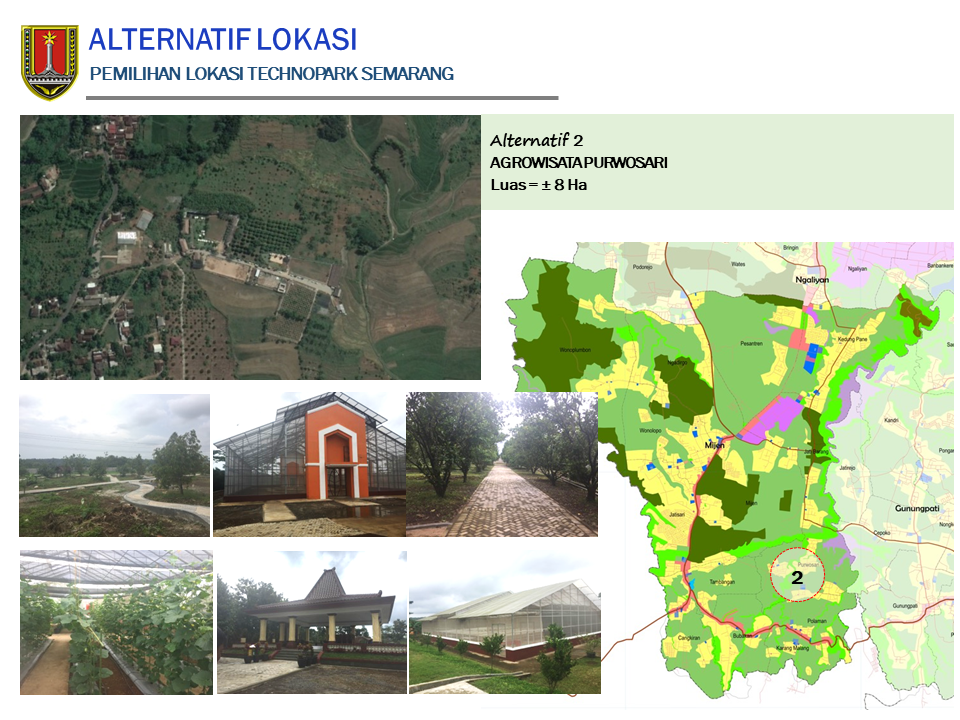 ALTERNATIF LOKASI
PEMILIHAN LOKASI TECHNOPARK SEMARANG
Alternatif 2
AGROWISATA PURWOSARI
Luas = ± 8 Ha
Bringin
Podorejo
Wates
Ngaliyan
Ngaliyan
Wonoplumbon
Pesantren
Kedung Pane
Ngadirgo
Kandri
Wonolopo
Mijen
Jatirejo
Jatisari
Mijen
Gunungpati
Cepoko
2
Tambangan
Gunungpati
Polaman
Cangkiran
Bubakan
Karang Malang